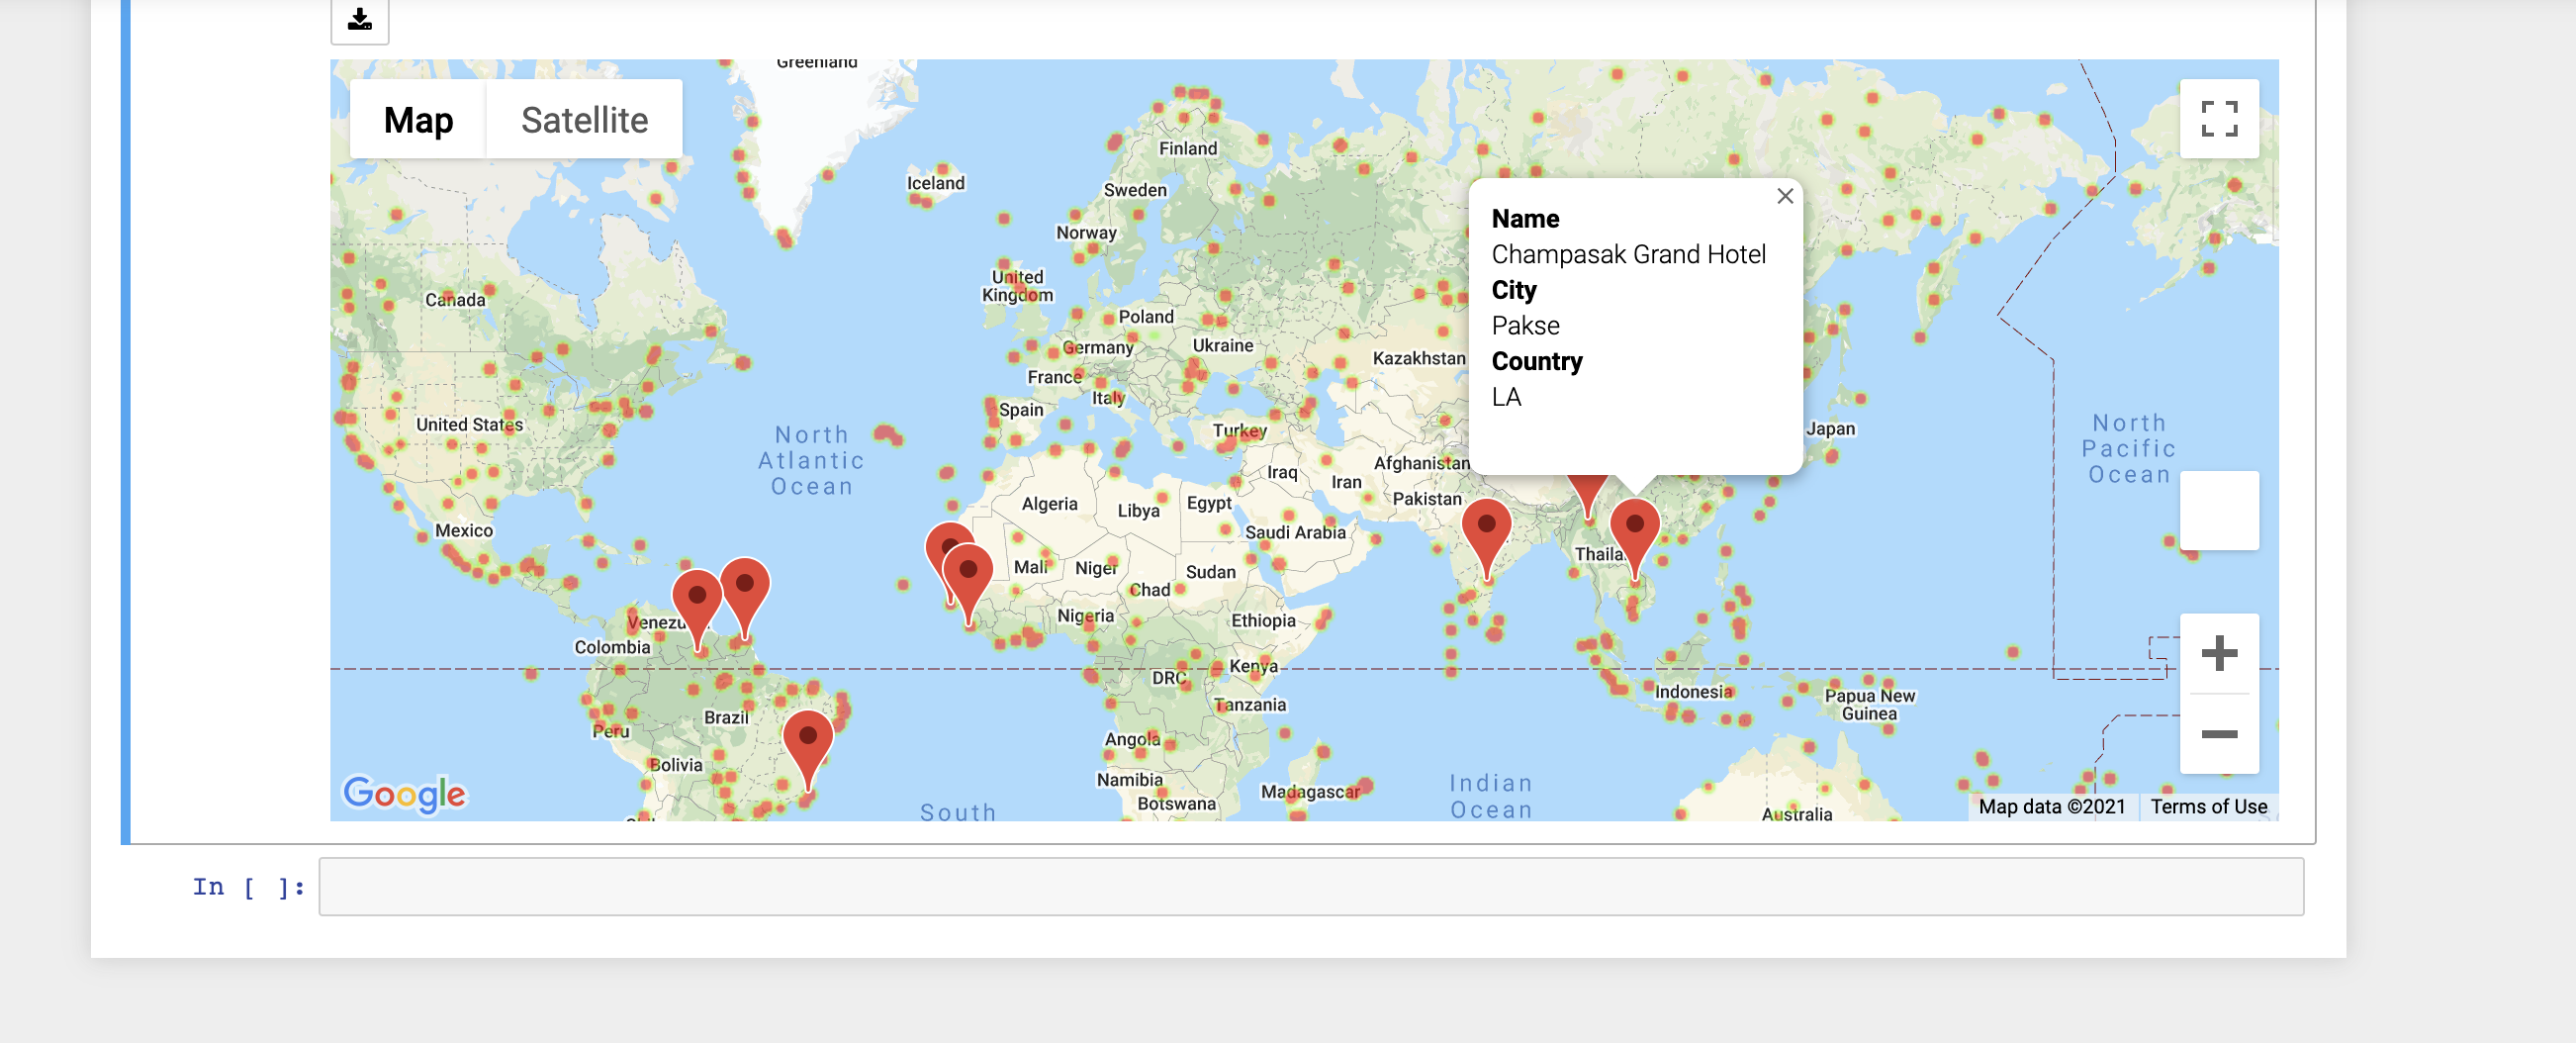 Greenland
Map
Satellite
Finland
Iceland
Sweden
Norway
United
Kingdom
Canada
Poland
Germany
Ukraine
Kazakhstan
France
Italy
Spain
United States
Turkey
Japan
North
Atlantic
Ocean
North
Pacific
Ocean
Name
Champasak Grand Hotel
City
Pakse
Country
LA
Afghanistan
Iraq
Iran
Pakistan
Algeria
Libya
Egypt
Saudi Arabia
Mexico
Mali
Niger
Sudan
Chad
Nigeria
Ethiopia
Thaila
Venezu
Colombia
DRC
Kenya
Tanzania
Indonesia
Papua New
Guinea
Brazil
Peru
Angola
Bolivia
Namibia
Botswana
Madagascar
Indian
Ocean
South
Australia
Google
Map data ©2021
Terms of Use
In [ ]: